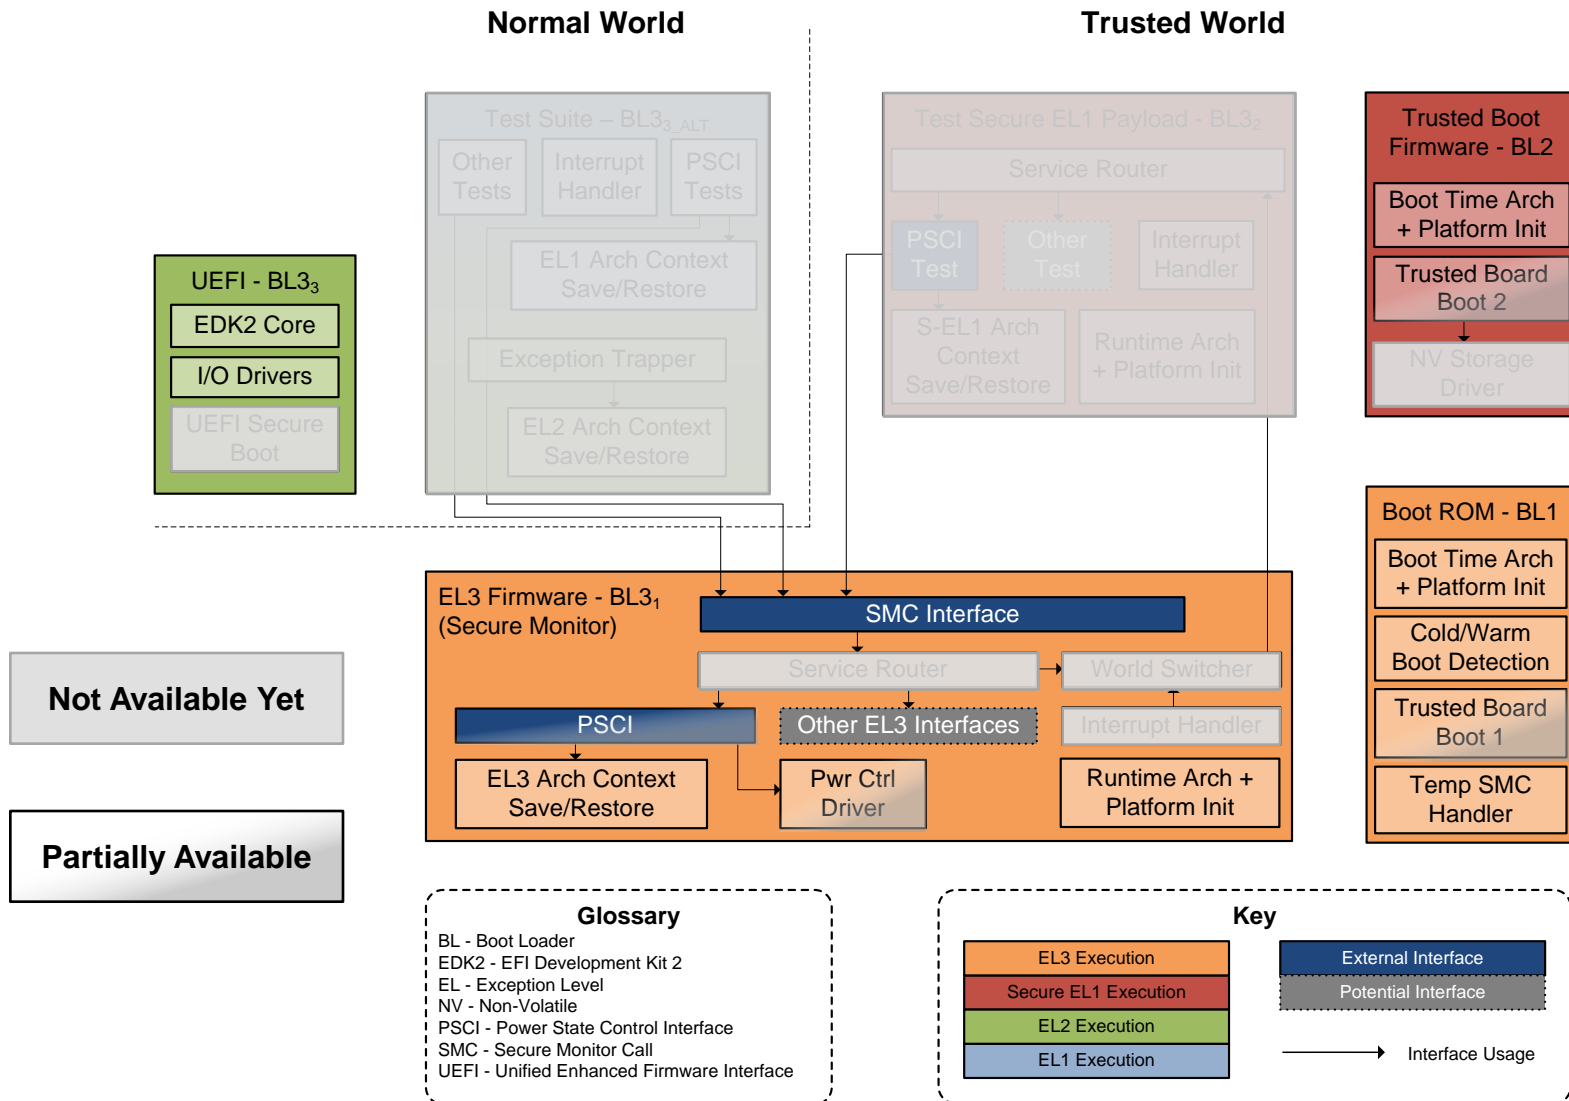 Normal World
Trusted World
Test Suite – BL3₃_ALT
Other
Tests
Interrupt
Handler
PSCI
Tests
EL1 Arch Context
Save/Restore
Exception Trapper
EL2 Arch Context
Save/Restore
Test Secure EL1 Payload - BL3₂
Service Router
PSCI
Test
Other
Test
Interrupt
Handler
S-EL1 Arch
Context
Save/Restore
Runtime Arch
+ Platform Init
Trusted Boot
Firmware - BL2
Boot Time Arch
+ Platform Init
Trusted Board
Boot 2
NV Storage
Driver
UEFI - BL3₃
EDK2 Core
I/O Drivers
UEFI Secure
Boot
Boot ROM - BL1
Boot Time Arch
+ Platform Init
Cold/Warm
Boot Detection
Trusted Board
Boot 1
Temp SMC
Handler
EL3 Firmware - BL3₁
(Secure Monitor)
SMC Interface
Service Router
World Switcher
PSCI
Other EL3 Interfaces
Interrupt Handler
EL3 Arch Context
Save/Restore
Pwr Ctrl
Driver
Runtime Arch +
Platform Init
Not Available Yet
Partially Available
Glossary
BL - Boot Loader
EDK2 - EFI Development Kit 2
EL - Exception Level
NV - Non-Volatile
PSCI - Power State Control Interface
SMC - Secure Monitor Call
UEFI - Unified Enhanced Firmware Interface
Key
EL3 Execution
Secure EL1 Execution
EL2 Execution
EL1 Execution
External Interface
Potential Interface
Interface Usage